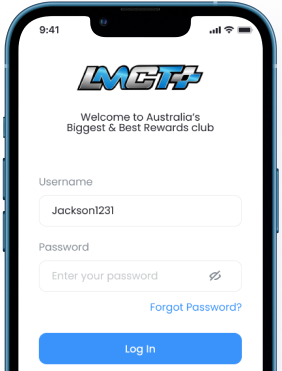 9:41
LMCT+
Welcome to Australia's
Biggest & Best Rewards club
Username
Jackson1231
Password
Enter your password
Forgot Password?
Log In